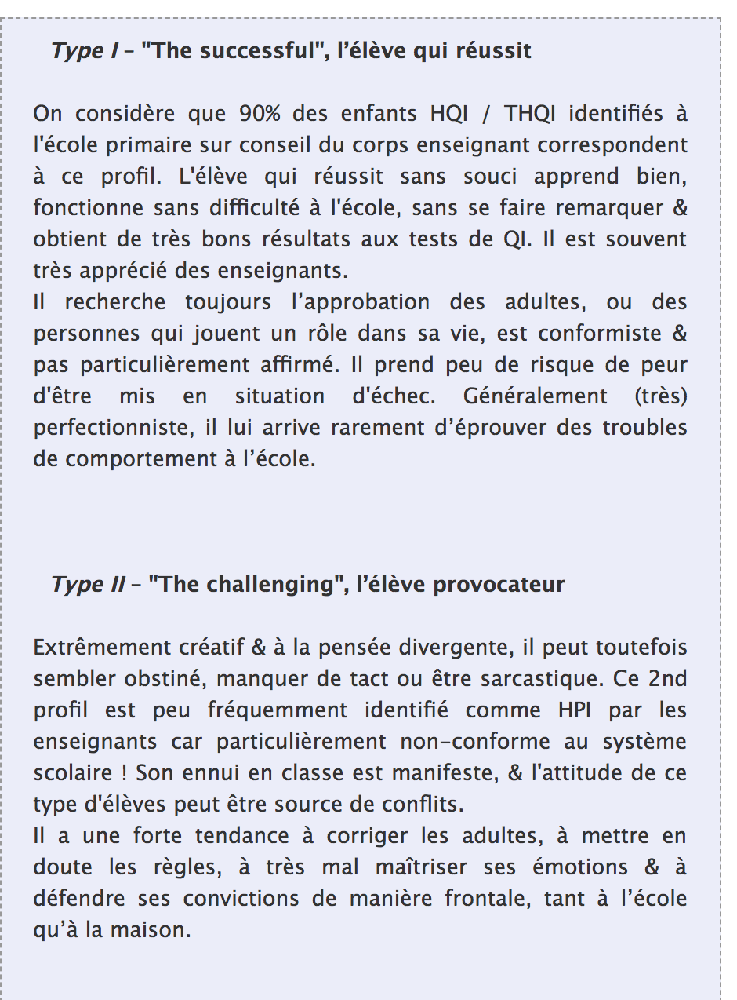 Type I – "The successful", l’élève qui réussit
On considère que 90% des enfants HQI / THQI identifiés à
l'école primaire sur conseil du corps enseignant correspondent
à ce profil. L'élève qui réussit sans souci apprend bien,
fonctionne sans difficulté à l'école, sans se faire remarquer &
obtient de très bons résultats aux tests de QI. Il est souvent
très apprécié des enseignants.
Il recherche toujours l’approbation des adultes, ou des
personnes qui jouent un rôle dans sa vie, est conformiste &
pas particulièrement affirmé. Il prend peu de risque de peur
d'être mis en situation d'échec. Généralement (très)
perfectionniste, il lui arrive rarement d’éprouver des troubles
de comportement à l’école.
Type II – "The challenging", l’élève provocateur
Extrêmement créatif & à la pensée divergente, il peut toutefois
sembler obstiné, manquer de tact ou être sarcastique. Ce 2nd
profil est peu fréquemment identifié comme HPI par les
enseignants car particulièrement non–conforme au système
scolaire ! Son ennui en classe est manifeste, & l'attitude de ce
type d'élèves peut être source de conflits.
Il a une forte tendance à corriger les adultes, à mettre en
doute les règles, à très mal maîtriser ses émotions & à
défendre ses convictions de manière frontale, tant à l’école
qu’à la maison.